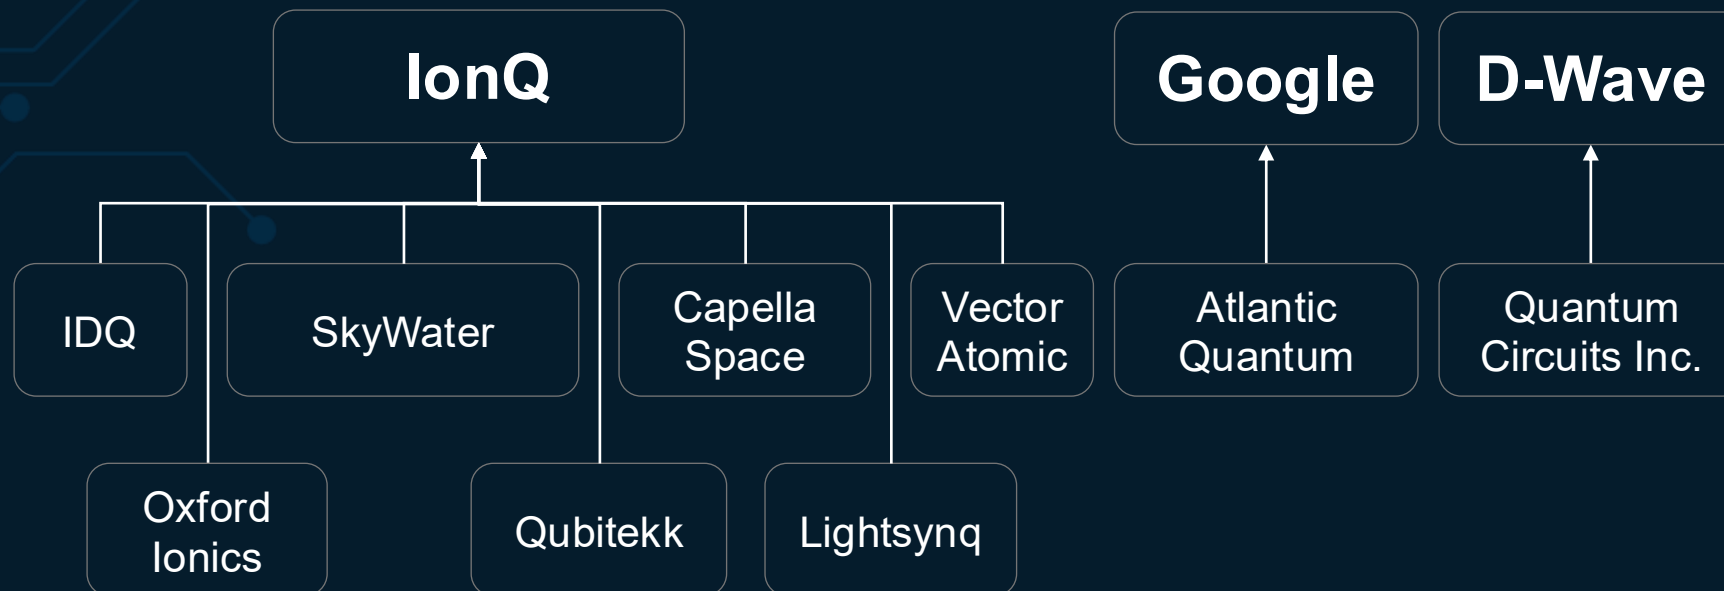 IonQ
Google
D-Wave
IDQ
SkyWater
Capella
Space
Vector
Atomic
Atlantic
Quantum
Quantum
Circuits Inc.
Oxford
Ionics
Qubitekk
Lightsynq